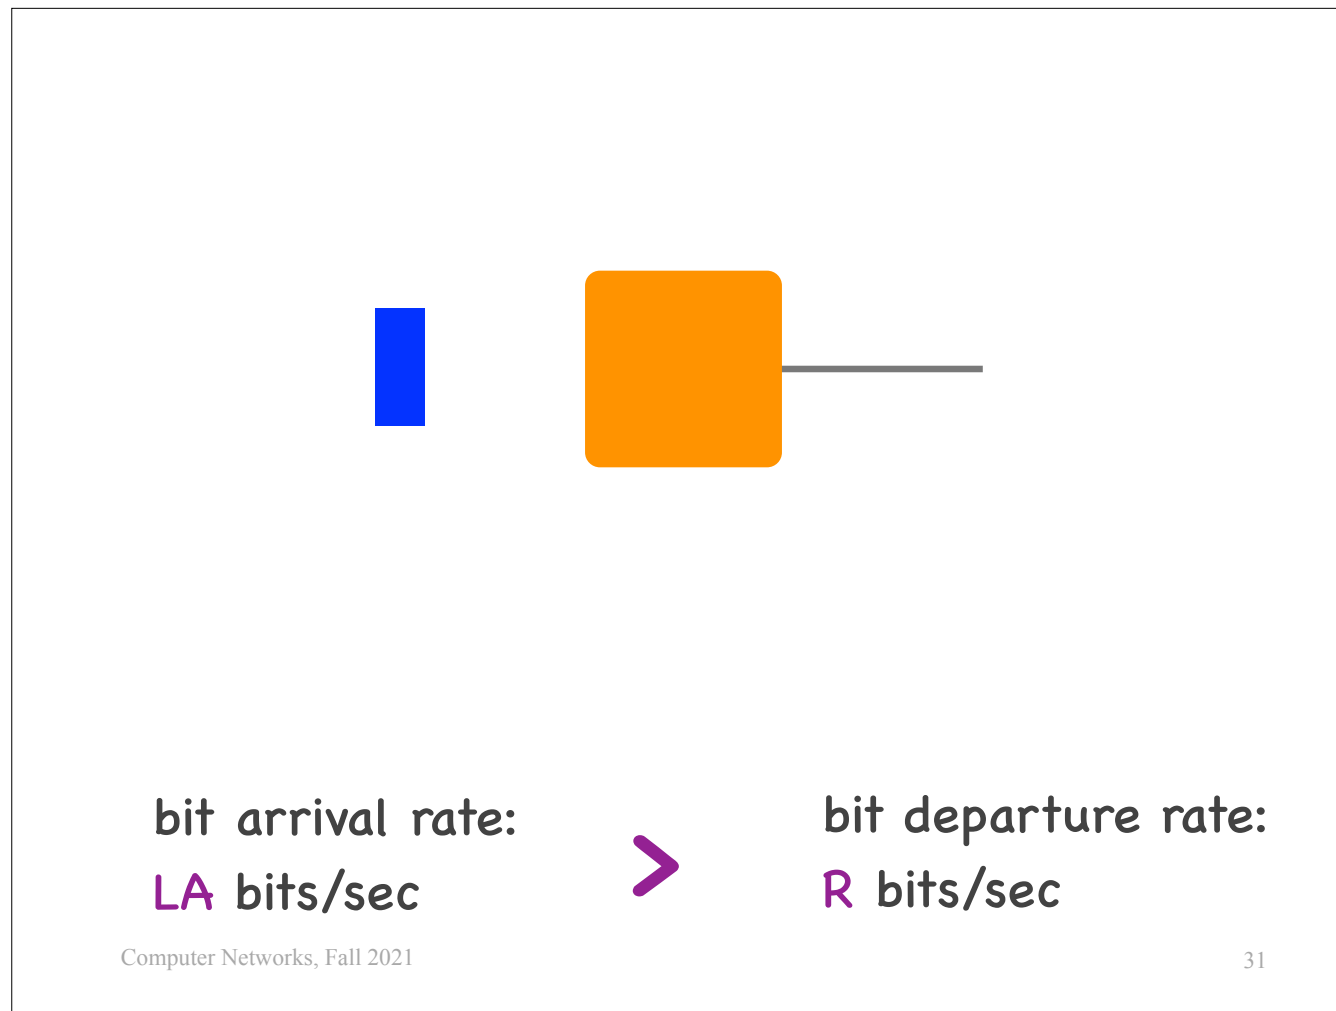 bit arrival rate:
LA bits/sec
>
bit departure rate:
R bits/sec
Computer Networks, Fall 2021
31